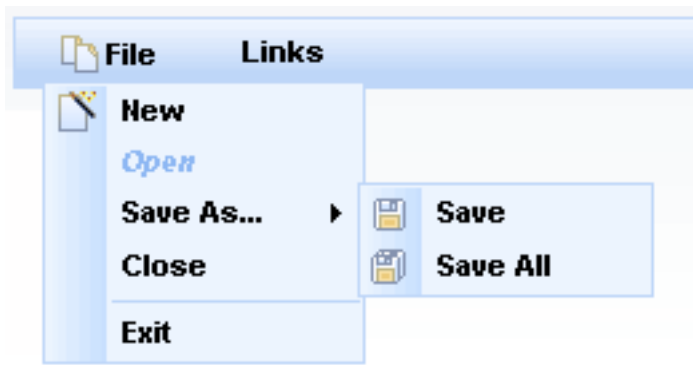 File Links
New
Open
Save As... Save
Close Save All
Exit